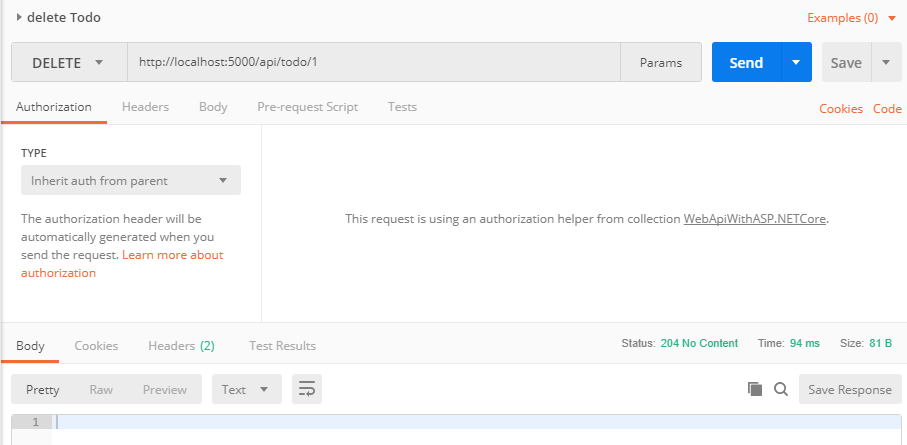 delete Todo
Examples (0)
DELETE
http://localhost:5000/api/todo/1
Params
Send
Save
Authorization
Headers
Body
Pre-request Script
Tests
Cookies
Code
TYPE
Inherit auth from parent
The authorization header will be
automatically generated when you
send the request. Learn more about
authorization
This request is using an authorization helper from collection WebApiWithASP.NETCore.
Body
Cookies
Headers (2)
Test Results
Status: 204 No Content
Time: 94 ms
Size: 81 B
Pretty
Raw
Preview
Text
Save Response
1